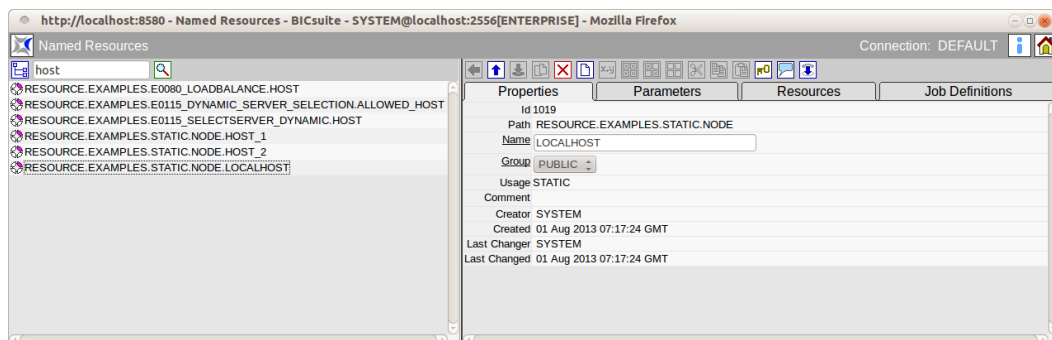 http://localhost:8580 - Named Resources - BICsuite - SYSTEM@localhost:2556[ENTERPRISE] - Mozilla Firefox
Named Resources
Connection: DEFAULT
host
RESOURCE.EXAMPLES.E0080_LOADBALANCE.HOST
RESOURCE.EXAMPLES.E0115_DYNAMIC_SERVER_SELECTION.ALLOWED_HOST
RESOURCE.EXAMPLES.E0115_SELECTSERVER_DYNAMIC.HOST
RESOURCE.EXAMPLES.STATIC.NODE.HOST_1
RESOURCE.EXAMPLES.STATIC.NODE.HOST_2
RESOURCE.EXAMPLES.STATIC.NODE.LOCALHOST
x.y
Properties Parameters Resources Job Definitions
Id 1019
Path RESOURCE.EXAMPLES.STATIC.NODE
Name LOCALHOST
Group PUBLIC
Usage STATIC
Comment
Creator SYSTEM
Created 01 Aug 2013 07:17:24 GMT
Last Changer SYSTEM
Last Changed 01 Aug 2013 07:17:24 GMT